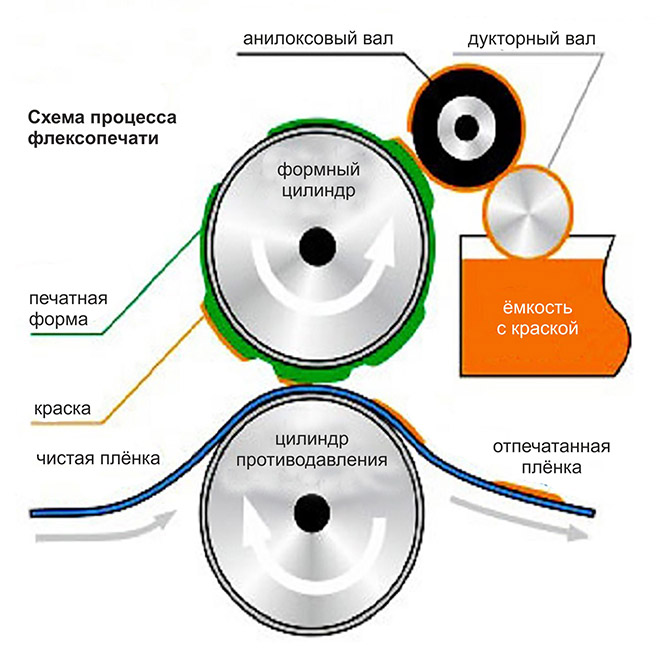 анилоксовый вал
дукторный вал
Схема процесса
флексопечати
формный
цилиндр
печатная
форма
ёмкость
с краской
краска
чистая плёнка
цилиндр
противодавления
отпечатанная
плёнка